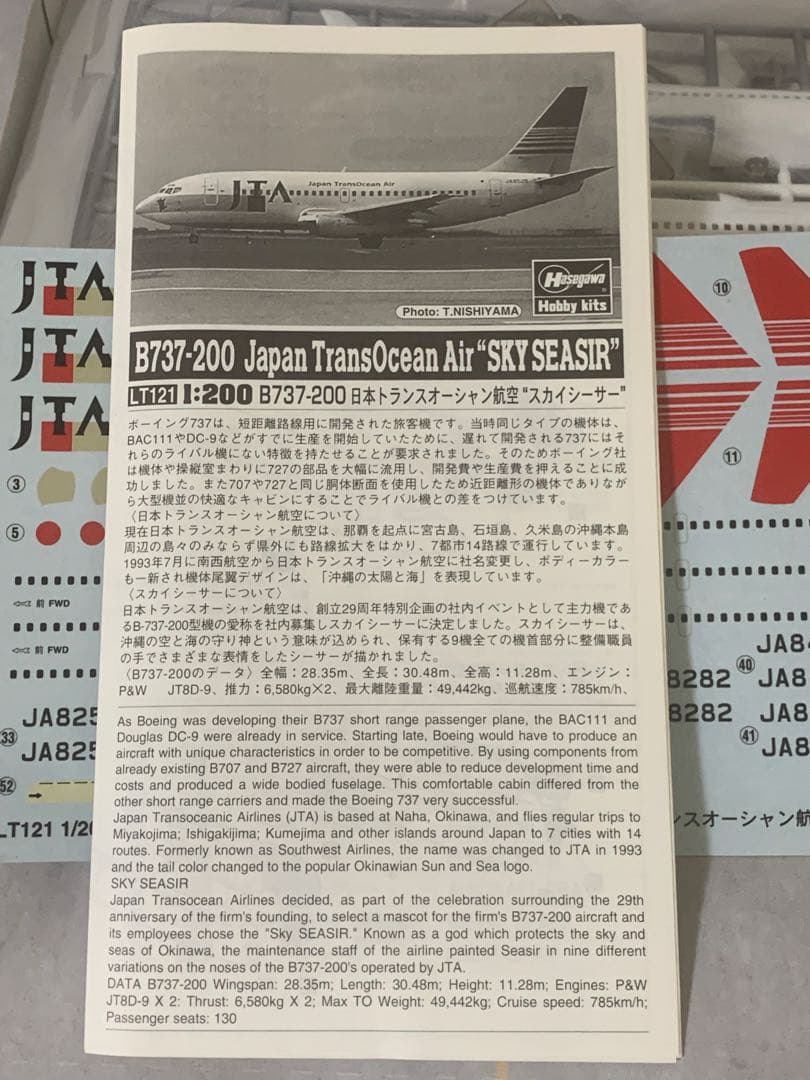 JTA
Japan TransOcean Air
Hasegawa
Hobby kits
Photo: T.NISHIYAMA
B737-200 Japan TransOcean Air "SKY SEASIR"
LT121 1:200 B737-200 日本トランスオーシャン航空 "スカイシーサー"
ボーイング737は、短距離路線用に開発された旅客機です。当時同じタイプの機体は、
BAC111やDC-9などがすでに生産を開始していたために、遅れて開発される737にはそ
れらのライバル機にない特徴を持たせることが要求されました。そのためボーイング社
は機体や操縦室まわりに727の部品を大幅に流用し、開発費や生産費を押えることに成
功しました。また707や727と同じ胴体断面を使用したため近距離形の機体でありなが
ら大型機並の快適なキャビンにすることでライバル機との差をつけています。
〈日本トランスオーシャン航空について〉
現在日本トランスオーシャン航空は、那覇を起点に宮古島、石垣島、久米島の沖縄本島
周辺の島々のみならず県外にも路線拡大をはかり、7都市14路線で運行しています。
1993年7月に南西航空から日本トランスオーシャン航空に社名変更し、ボディーカラー
も一新され機体尾翼デザインは、「沖縄の太陽と海」を表現しています。
〈スカイシーサーについて〉
日本トランスオーシャン航空は、創立29周年特別企画の社内イベントとして主力機であ
るB-737-200型機の愛称を社内募集しスカイシーサーに決定しました。スカイシーサーは、
沖縄の空と海の守り神という意味が込められ、保有する9機全ての機首部分に整備職員
の手でさまざまな表情をしたシーサーが描かれました。
〈B737-200のデータ〉全幅：28.35m、全長：30.48m、全高：11.28m、エンジン：
P&W JT8D-9、推力：6,580kg×2、最大離陸重量：49,442kg、巡航速度：785km/h、
As Boeing was developing their B737 short range passenger plane, the BAC111 and
Douglas DC-9 were already in service. Starting late, Boeing would have to produce an
aircraft with unique characteristics in order to be competitive. By using components from
already existing B707 and B727 aircraft, they were able to reduce development time and
costs and produced a wide bodied fuselage. This comfortable cabin differed from the
other short range carriers and made the Boeing 737 very successful.
Japan Transoceanic Airlines (JTA) is based at Naha, Okinawa, and flies regular trips to
Miyakojima; Ishigakijima; Kumejima and other islands around Japan to 7 cities with 14
routes. Formerly known as Southwest Airlines, the name was changed to JTA in 1993
and the tail color changed to the popular Okinawian Sun and Sea logo.
SKY SEASIR
Japan Transocean Airlines decided, as part of the celebration surrounding the 29th
anniversary of the firm's founding, to select a mascot for the firm's B737-200 aircraft and
its employees chose the "Sky SEASIR." Known as a god which protects the sky and
seas of Okinawa, the maintenance staff of the airline painted Seasir in nine different
variations on the noses of the B737-200's operated by JTA.
DATA B737-200 Wingspan: 28.35m; Length: 30.48m; Height: 11.28m; Engines: P&W
JT8D-9 X 2: Thrust: 6,580kg X 2; Max TO Weight: 49,442kg; Cruise speed: 785km/h;
Passenger seats: 130
JTA
JTA
JTA
3
5
前 FWD
前 FWD
JA825
33
JA825
52
LT121 1/20
10
11
JA84
40
8282 JA8
8282 JA8
41
JA8
ンスオーシャン航